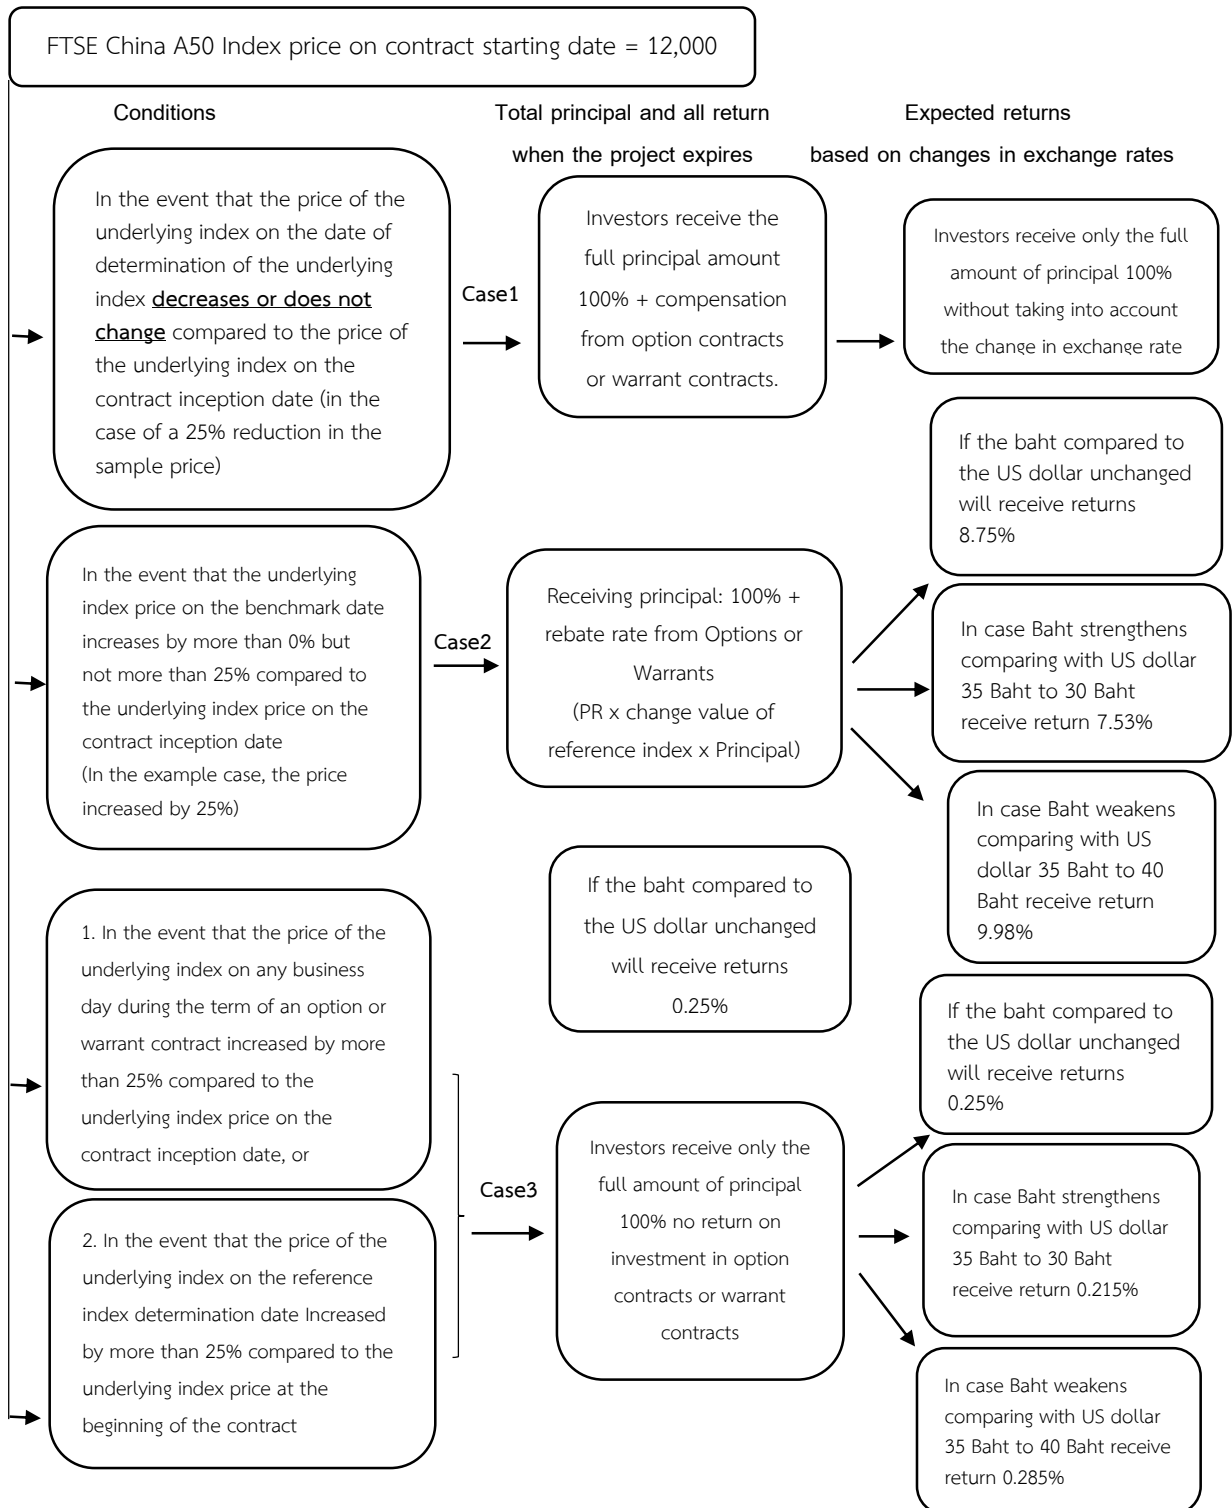 FTSE China A50 Index price on contract starting date = 12,000
Conditions
Total principal and all return
when the project expires
Expected returns
based on changes in exchange rates
In the event that the price of the
underlying index on the date of
determination of the underlying
index decreases or does not
change compared to the price of
the underlying index on the
contract inception date (in the
case of a 25% reduction in the
sample price)
Case1
Investors receive the
full principal amount
100% + compensation
from option contracts
or warrant contracts.
Investors receive only the full
amount of principal 100%
without taking into account
the change in exchange rate
In the event that the underlying
index price on the benchmark date
increases by more than 0% but
not more than 25% compared to
the underlying index price on the
contract inception date
(In the example case, the price
increased by 25%)
Case2
Receiving principal: 100% +
rebate rate from Options or
Warrants
(PR x change value of
reference index x Principal)
If the baht compared to
the US dollar unchanged
will receive returns
8.75%
In case Baht strengthens
comparing with US dollar
35 Baht to 30 Baht
receive return 7.53%
In case Baht weakens
comparing with US
dollar 35 Baht to 40
Baht receive return
9.98%
If the baht compared to
the US dollar unchanged
will receive returns
0.25%
1. In the event that the price of the
underlying index on any business
day during the term of an option or
warrant contract increased by more
than 25% compared to the
underlying index price on the
contract inception date, or
2. In the event that the price of the
underlying index on the reference
index determination date Increased
by more than 25% compared to the
underlying index price at the
beginning of the contract
Case3
Investors receive only the
full amount of principal
100% no return on
investment in option
contracts or warrant
contracts
If the baht compared to
the US dollar unchanged
will receive returns
0.25%
In case Baht strengthens
comparing with US dollar
35 Baht to 30 Baht
receive return 0.215%
In case Baht weakens
comparing with US dollar
35 Baht to 40 Baht receive
return 0.285%